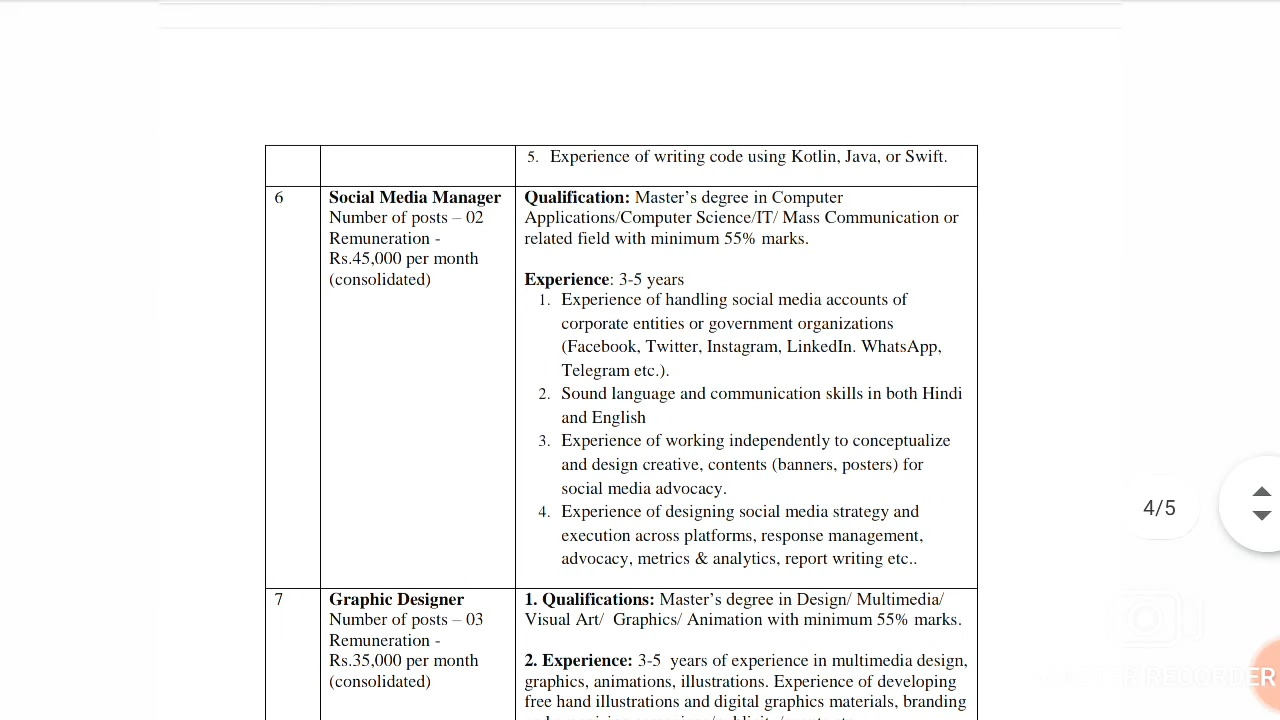 5. Experience of writing code using Kotlin, Java, or Swift.
6
Social Media Manager
Number of posts – 02
Remuneration -
Rs.45,000 per month
(consolidated)
Qualification: Master's degree in Computer
Applications/Computer Science/IT/ Mass Communication or
related field with minimum 55% marks.
Experience: 3-5 years
1. Experience of handling social media accounts of
corporate entities or government organizations
(Facebook, Twitter, Instagram, LinkedIn. WhatsApp,
Telegram etc.).
2. Sound language and communication skills in both Hindi
and English
3. Experience of working independently to conceptualize
and design creative, contents (banners, posters) for
social media advocacy.
4. Experience of designing social media strategy and
execution across platforms, response management,
advocacy, metrics & analytics, report writing etc..
7
Graphic Designer
Number of posts – 03
Remuneration -
Rs.35,000 per month
(consolidated)
1. Qualifications: Master's degree in Design/ Multimedia/
Visual Art/ Graphics/ Animation with minimum 55% marks.
2. Experience: 3-5 years of experience in multimedia design,
graphics, animations, illustrations. Experience of developing
free hand illustrations and digital graphics materials, branding
4/5
RECORDER